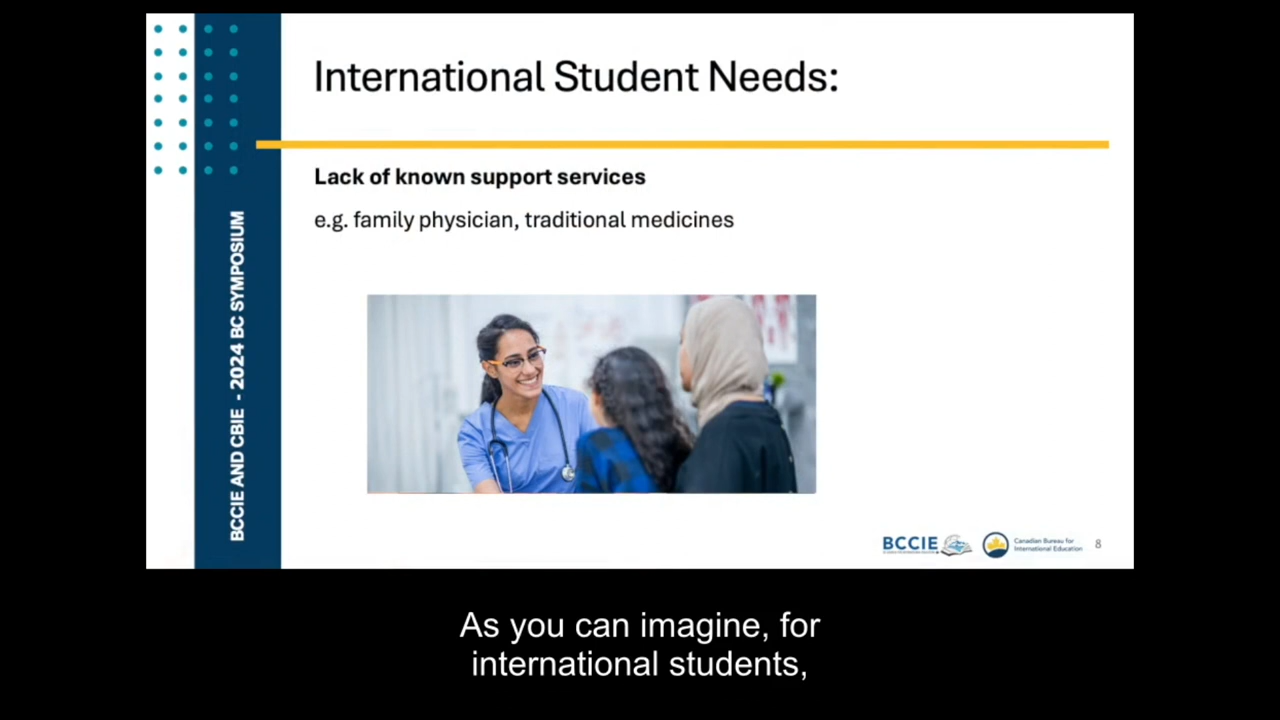 International Student Needs:
Lack of known support services
e.g. family physician, traditional medicines
BCCIE AND CBIE - 2024 BC SYMPOSIUM
BCCIE
Canadian Bureau for
International Education
8
As you can imagine, for
international students,